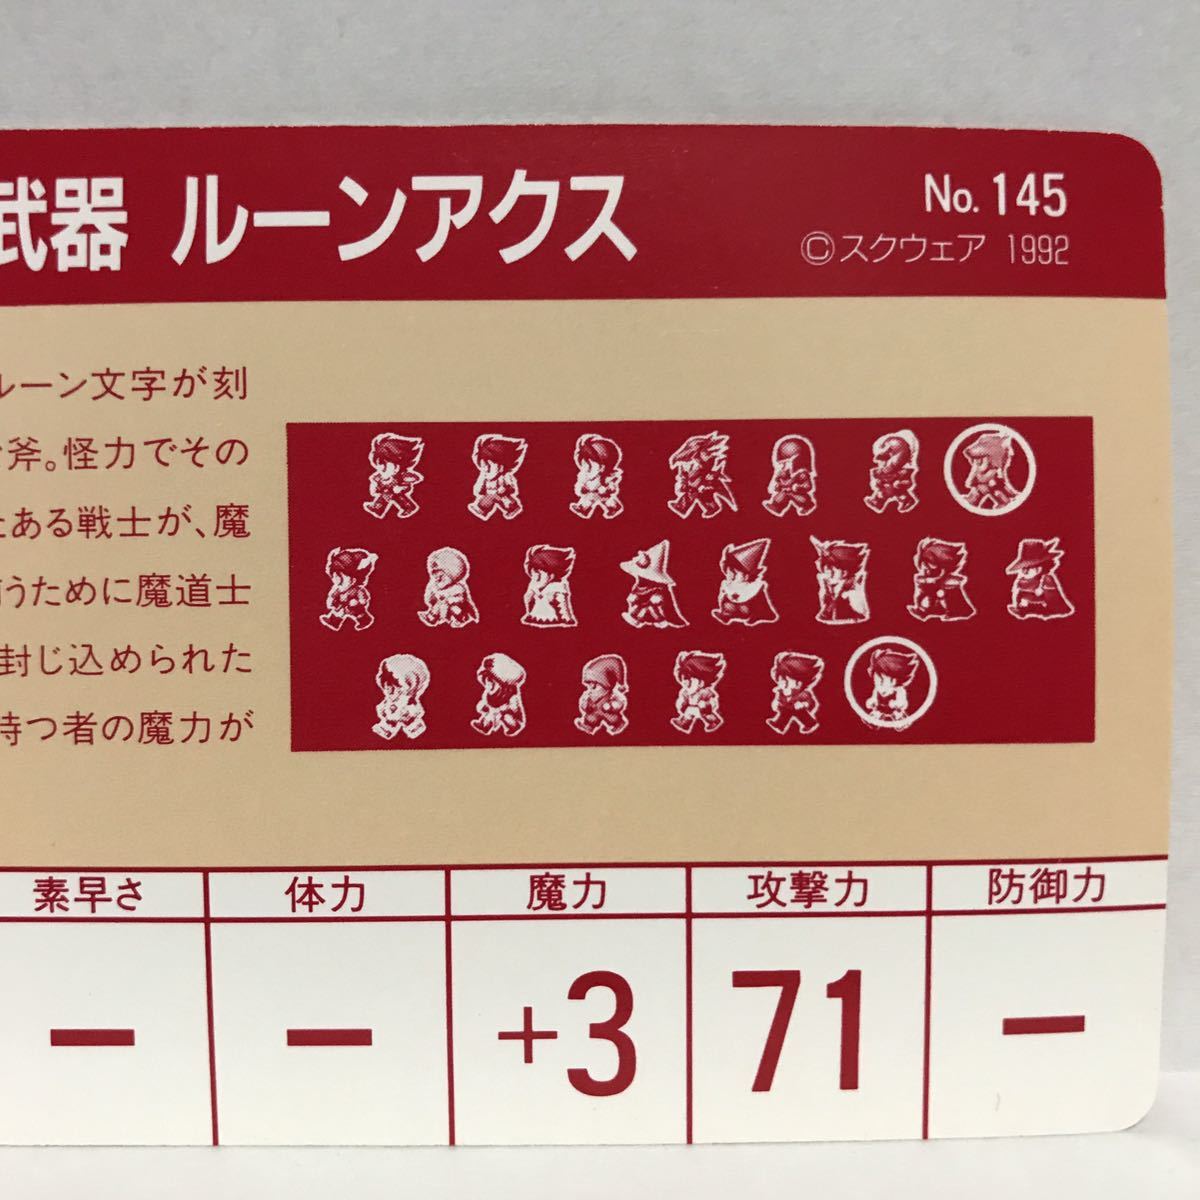 武器 ルーンアクス
No. 145
©スクウェア 1992
ルーン文字が刻
斧。怪力でその
ある戦士が、魔
うために魔道士
封じ込められた
持つ者の魔力が
素早さ 体力 魔力 攻撃力 防御力
− − +3 71 −